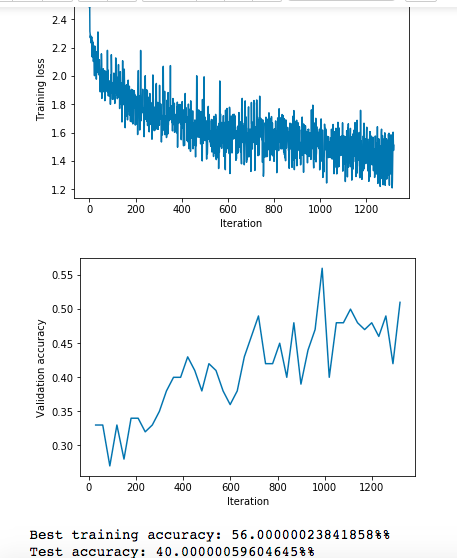 2.4
2.2
2.0
1.8
1.6
1.4
1.2
Training loss
0 200 400 600 800 1000 1200
Iteration
0.55
0.50
0.45
0.40
0.35
0.30
Validation accuracy
0 200 400 600 800 1000 1200
Iteration
Best training accuracy: 56.00000023841858%%
Test accuracy: 40.00000059604645%%